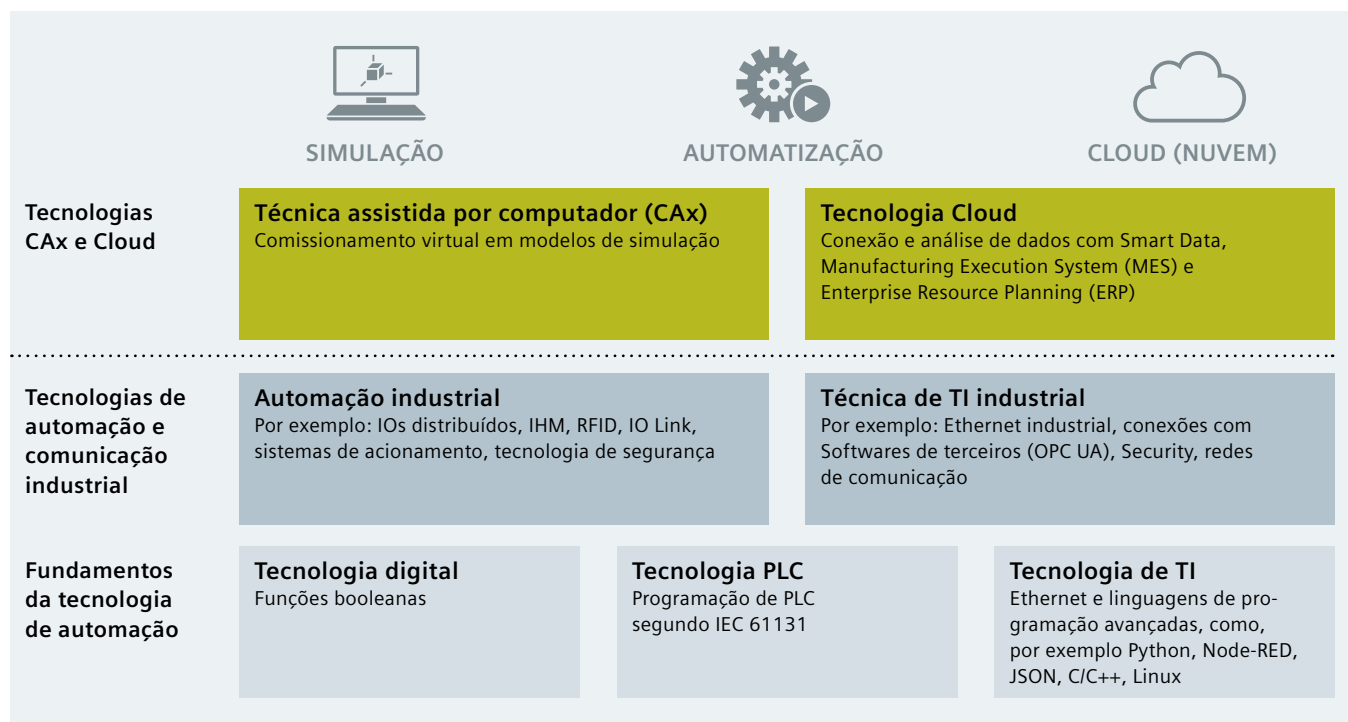 SIMULAÇÃO
AUTOMATIZAÇÃO
CLOUD (NUVEM)
Tecnologias
CAx e Cloud
Técnica assistida por computador (CAx)
Comissionamento virtual em modelos de simulação
Tecnologia Cloud
Conexão e análise de dados com Smart Data,
Manufacturing Execution System (MES) e
Enterprise Resource Planning (ERP)
Tecnologias de
automação e
comunicação
industrial
Automação industrial
Por exemplo: IOs distribuídos, IHM, RFID, IO Link,
sistemas de acionamento, tecnologia de segurança
Técnica de TI industrial
Por exemplo: Ethernet industrial, conexões com
Softwares de terceiros (OPC UA), Security, redes
de comunicação
Fundamentos
da tecnologia
de automação
Tecnologia digital
Funções booleanas
Tecnologia PLC
Programação de PLC
segundo IEC 61131
Tecnologia de TI
Ethernet e linguagens de pro-
gramação avançadas, como,
por exemplo Python, Node-RED,
JSON, C/C++, Linux